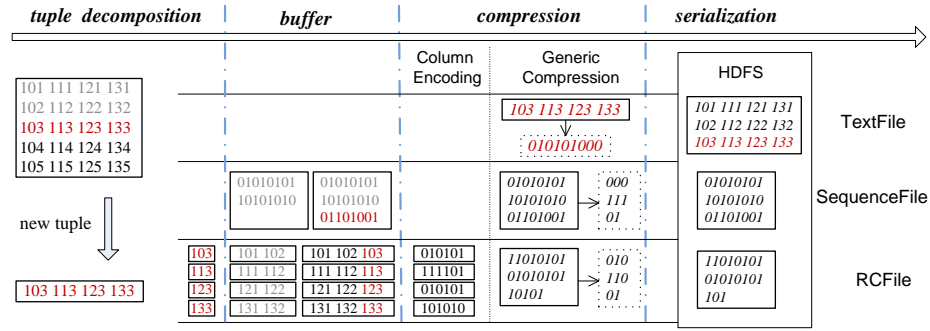 tuple decomposition
buffer
compression
serialization
Column
Encoding
Generic
Compression
HDFS
101 111 121 131
102 112 122 132
103 113 123 133
104 114 124 134
105 115 125 135
new tuple
103 113 123 133
103 113 123 133
010101000
101 111 121 131
102 112 122 132
103 113 123 133
TextFile
01010101
10101010
01010101
10101010
01101001
01010101
10101010
01101001
000
111
01
01010101
10101010
01101001
SequenceFile
103
113
123
133
101 102
111 112
121 122
131 132
101 102 103
111 112 113
121 122 123
131 132 133
010101
111101
010101
101010
11010101
01010101
10101
010
110
01
11010101
01010101
101
RCFile